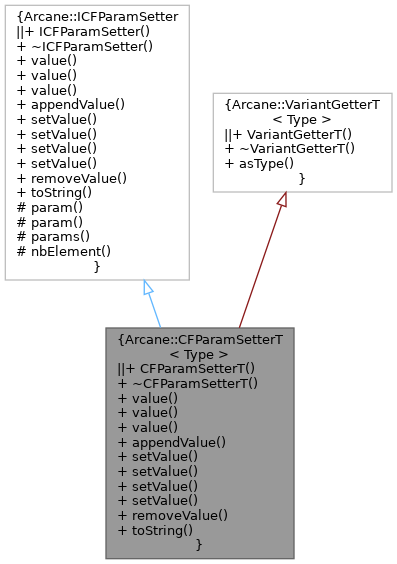 {Arcane::ICFParamSetter
||+ ICFParamSetter()
+ ~ICFParamSetter()
+ value()
+ value()
+ value()
+ appendValue()
+ setValue()
+ setValue()
+ setValue()
+ setValue()
+ removeValue()
+ toString()
# param()
# param()
# params()
# nbElement()
}
{Arcane::VariantGetterT
< Type >
||+ VariantGetterT()
+ ~VariantGetterT()
+ asType()
}
{Arcane::CFParamSetterT
< Type >
||+ CFParamSetterT()
+ ~CFParamSetterT()
+ value()
+ value()
+ value()
+ appendValue()
+ setValue()
+ setValue()
+ setValue()
+ setValue()
+ removeValue()
+ toString()
}